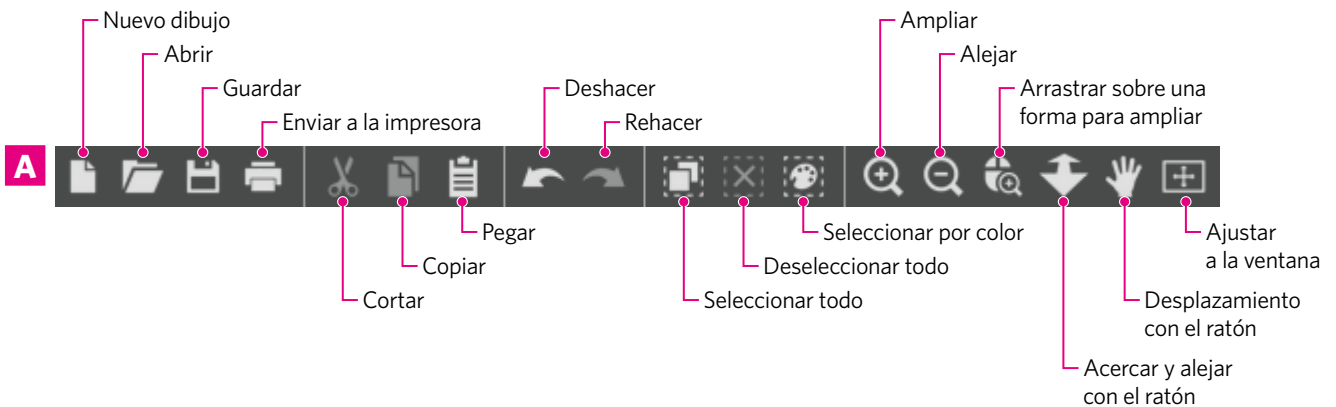 Nuevo dibujo
Abrir
Guardar
Enviar a la impresora
Deshacer
Rehacer
Ampliar
Alejar
Arrastrar sobre una
forma para ampliar
A
Pegar
Copiar
Cortar
Seleccionar por color
Deseleccionar todo
Seleccionar todo
Ajustar
a la ventana
Desplazamiento
con el ratón
Acercar y alejar
con el ratón